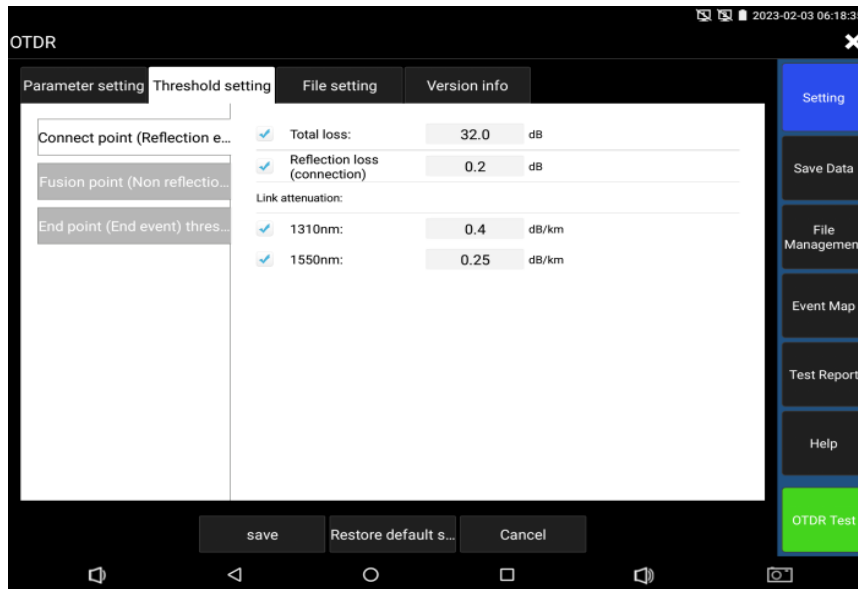 2023-02-03 06:18:3
OTDR
Parameter setting Threshold setting File setting Version info
Setting
Connect point (Reflection e...
Total loss: 32.0 dB
Reflection loss
(connection) 0.2 dB
Save Data
Fusion point (Non reflectio...
Link attenuation:
End point (End event) thres...
1310nm: 0.4 dB/km
File
Managemen
1550nm: 0.25 dB/km
Event Map
Test Report
Help
OTDR Test
save Restore default s... Cancel